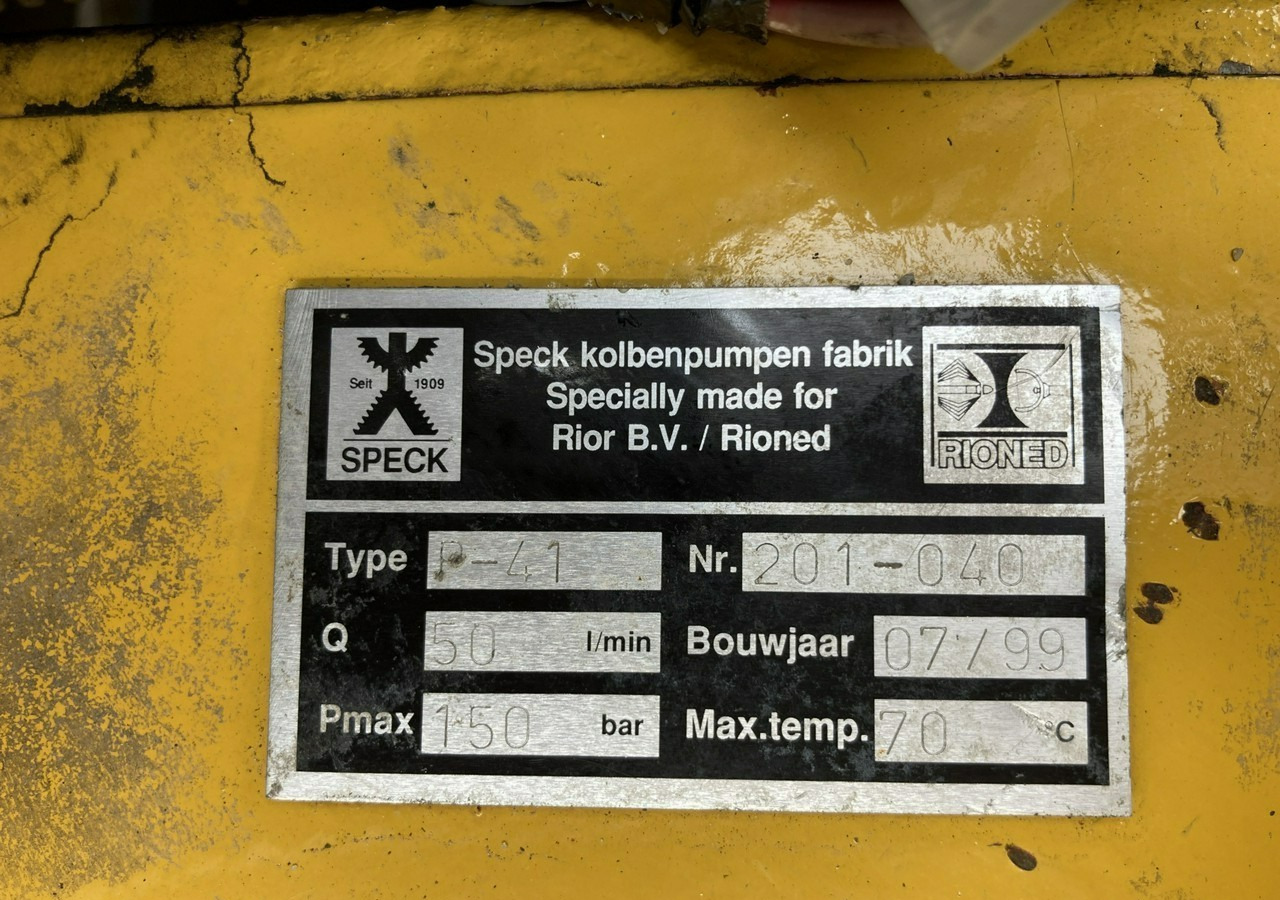 Seit 1909
SPECK
Speck kolbenpumpen fabrik
Specially made for
Rior B.V. / Rioned
RIONED
Type P-41 Nr. 201-040
Q 50 l/min Bouwjaar 07/99
Pmax 150 bar Max.temp. 70 °C